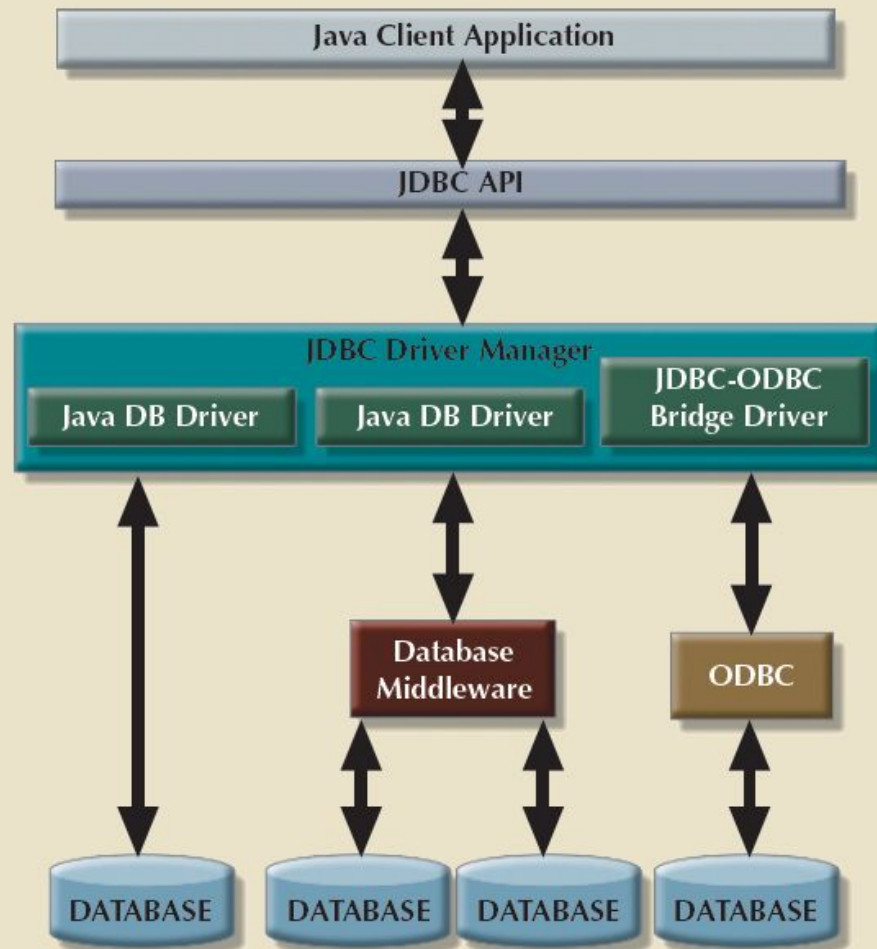 Java Client Application
JDBC API
JDBC Driver Manager
Java DB Driver
Java DB Driver
JDBC-ODBC
Bridge Driver
Database
Middleware
ODBC
DATABASE
DATABASE
DATABASE
DATABASE